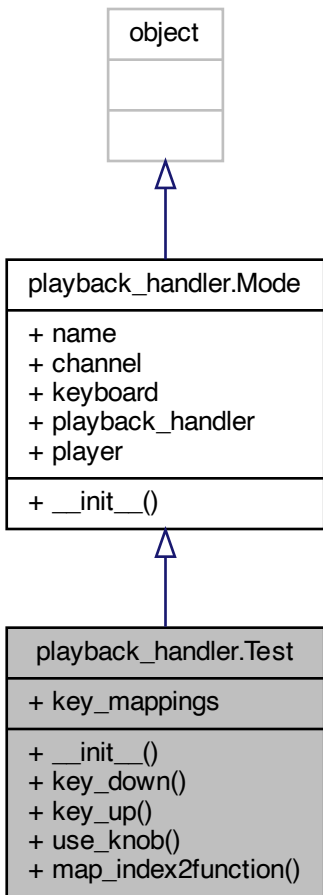 object
playback_handler.Mode
+ name
+ channel
+ keyboard
+ playback_handler
+ player
+ __init__()
playback_handler.Test
+ key_mappings
+ __init__()
+ key_down()
+ key_up()
+ use_knob()
+ map_index2function()